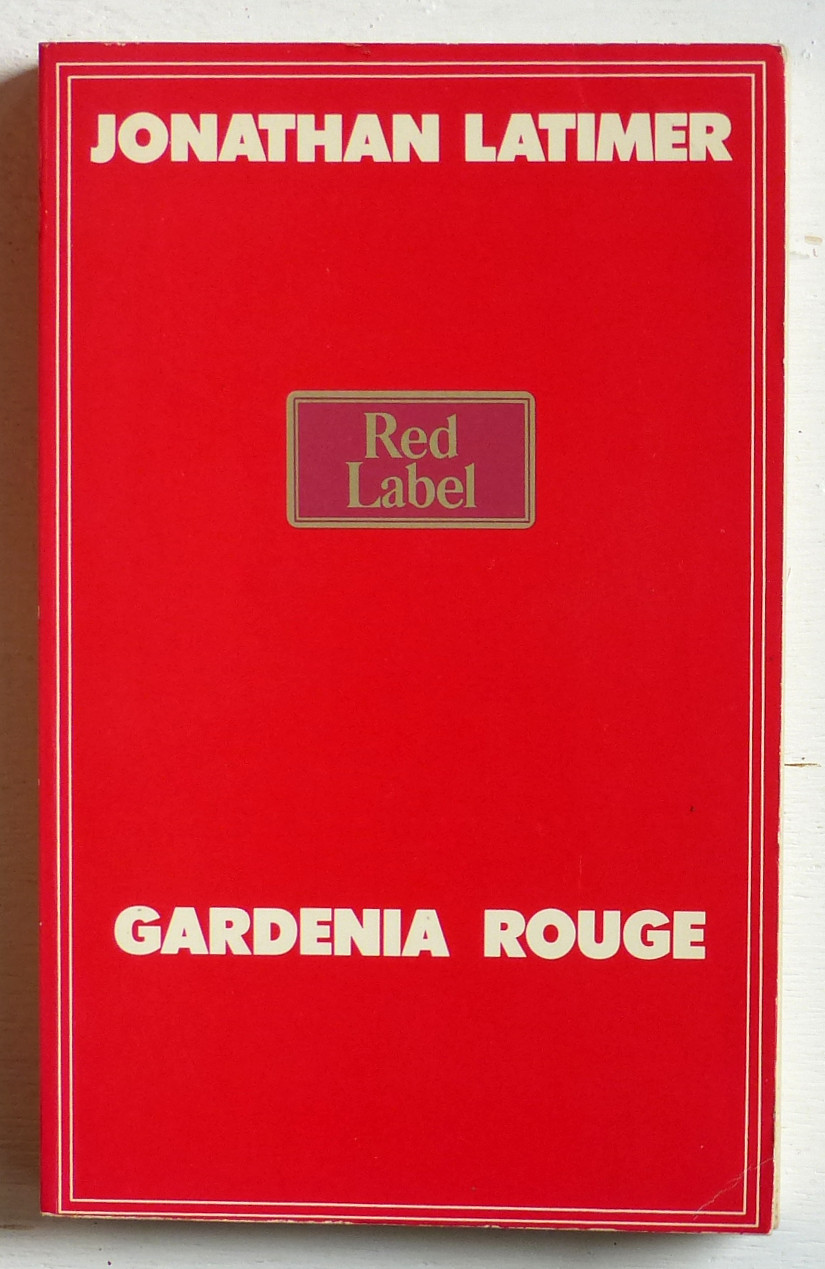 JONATHAN LATIMER
Red
Label
GARDENIA ROUGE